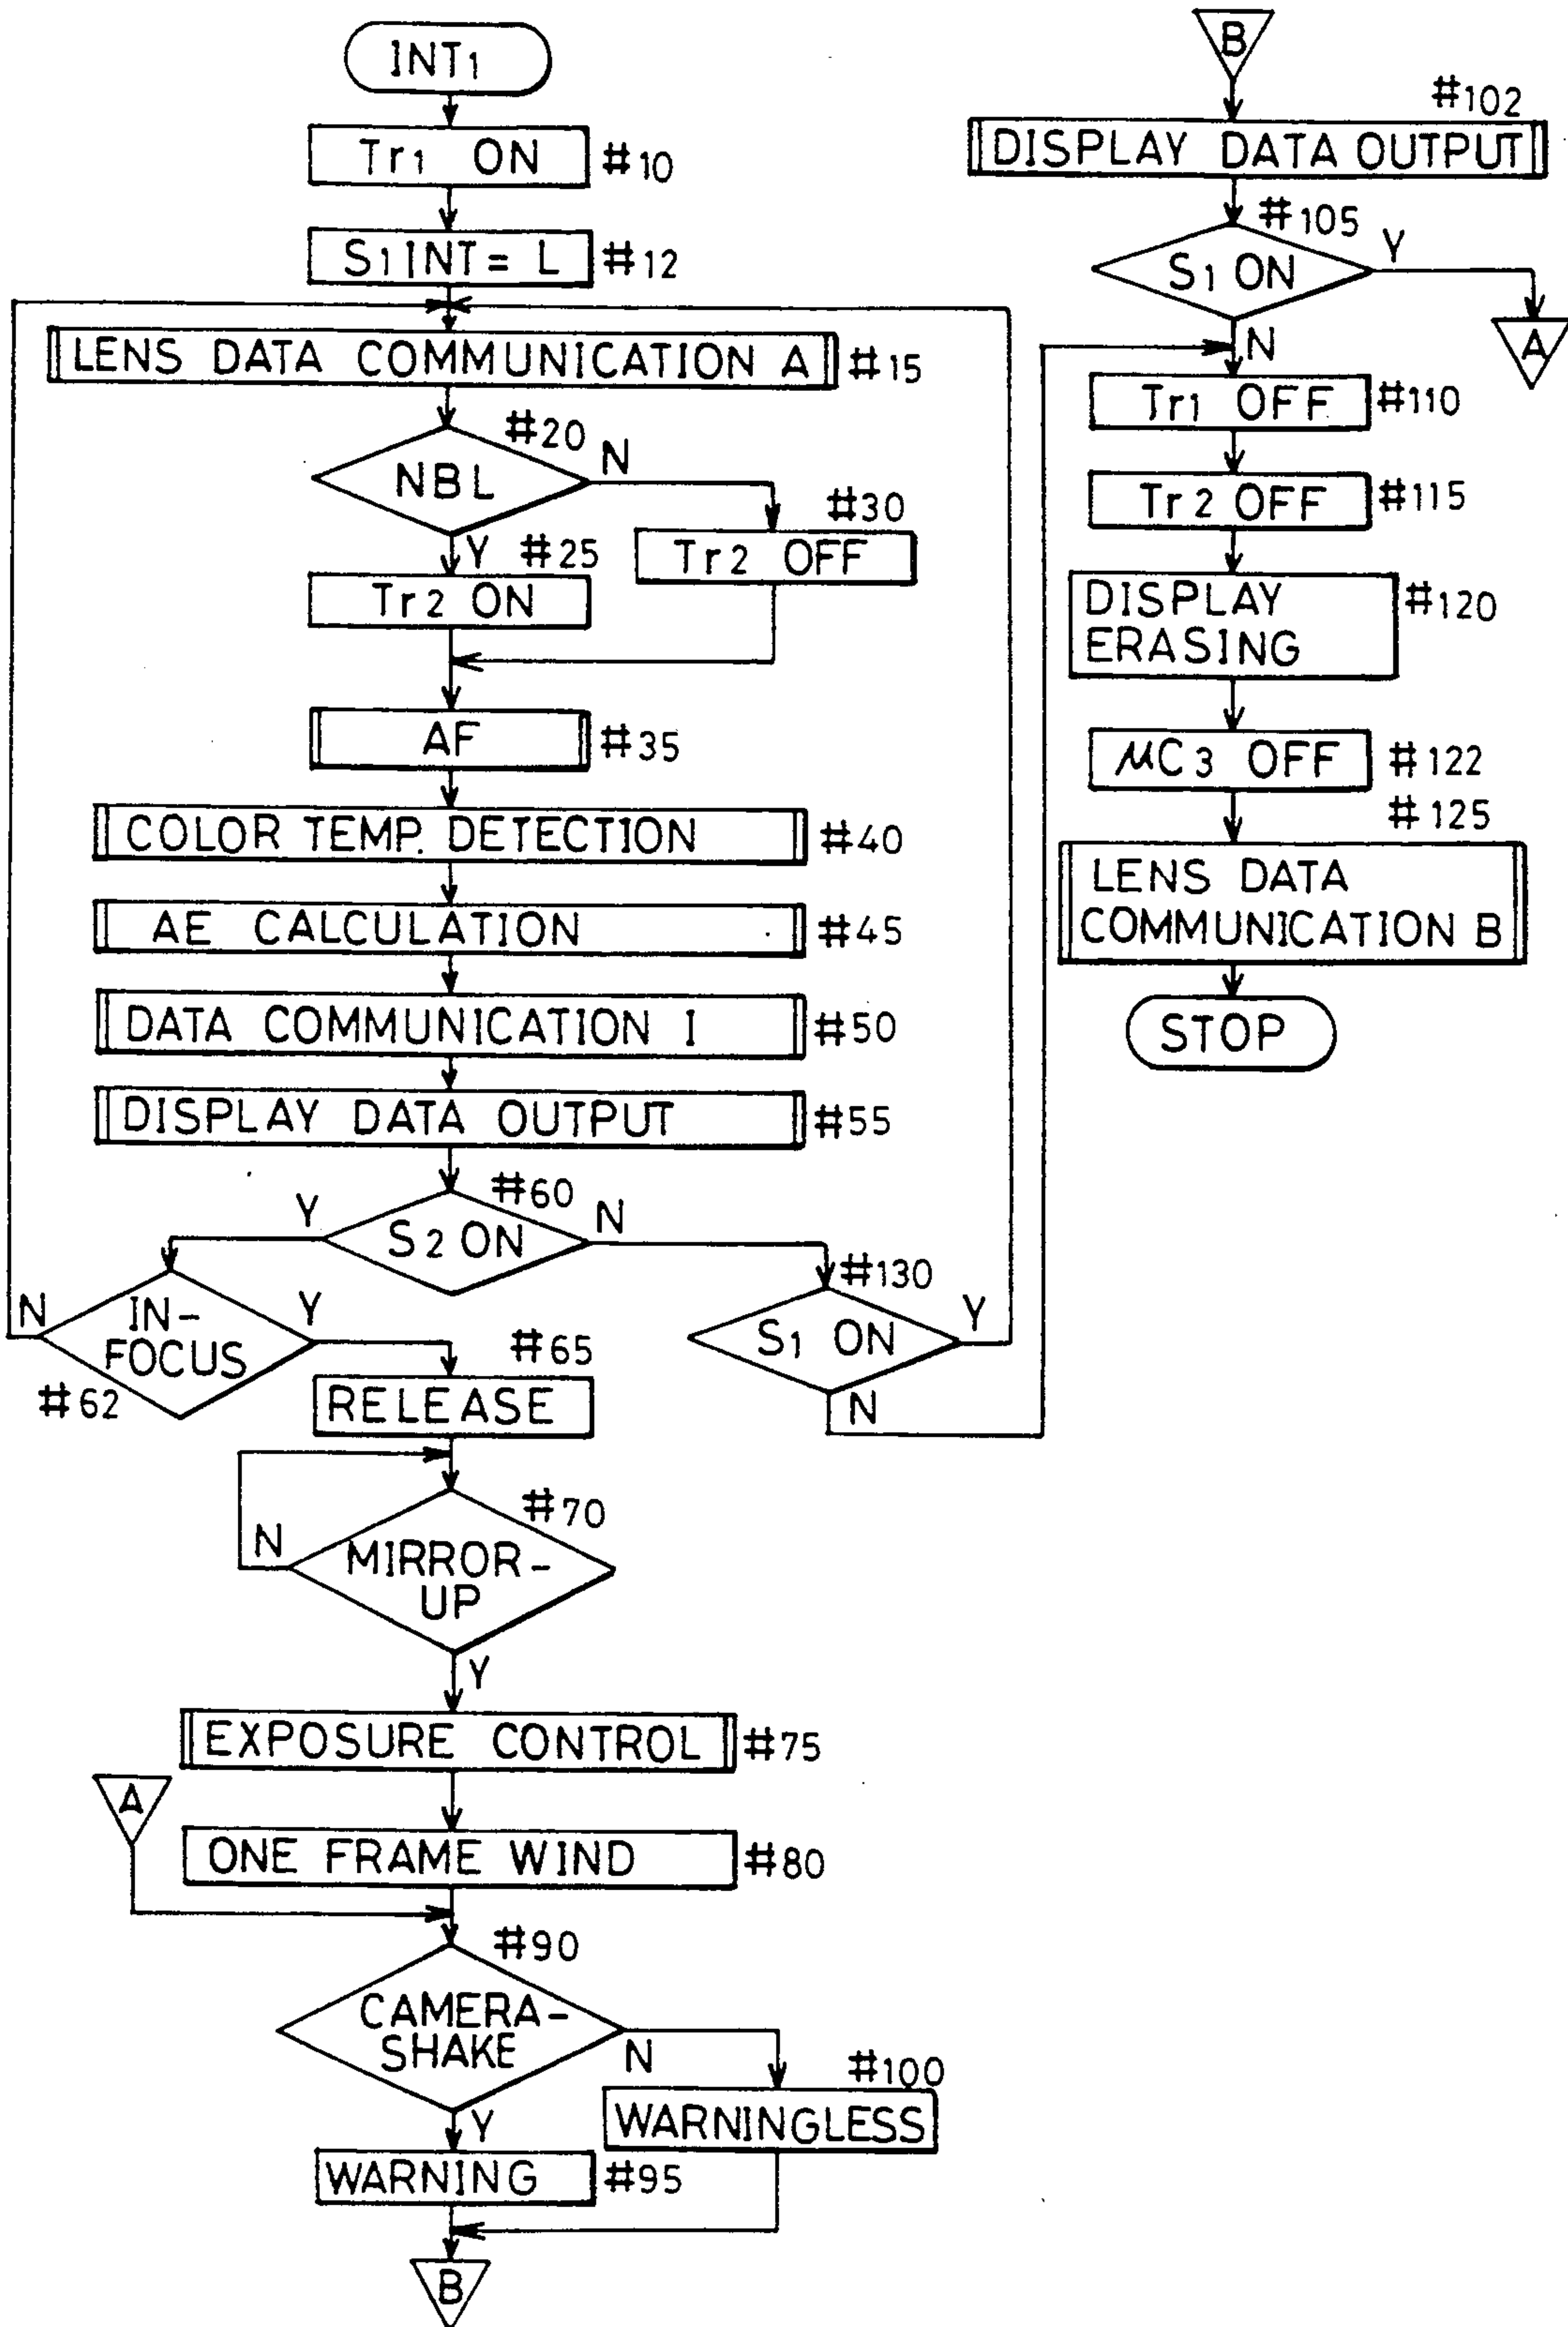 INT1
Tr1 ON #10
S1INT = L #12
LENS DATA COMMUNICATION A #15
#20
NBL
N
Y
#25
Tr2 ON
#30
Tr2 OFF
AF #35
COLOR TEMP. DETECTION #40
AE CALCULATION #45
DATA COMMUNICATION I #50
DISPLAY DATA OUTPUT #55
#60
Y
S2 ON
N
N
IN-
FOCUS
Y
#62
#130
S1 ON
Y
N
#65
RELEASE
#70
N
MIRROR-
UP
Y
EXPOSURE CONTROL #75
A
ONE FRAME WIND #80
#90
CAMERA-
SHAKE
N
Y
#100
WARNINGLESS
WARNING #95
B
B
#102
DISPLAY DATA OUTPUT
#105
S1 ON
Y
A
N
Tr1 OFF #110
Tr2 OFF #115
DISPLAY
ERASING
#120
μC3 OFF #122
#125
LENS DATA
COMMUNICATION B
STOP